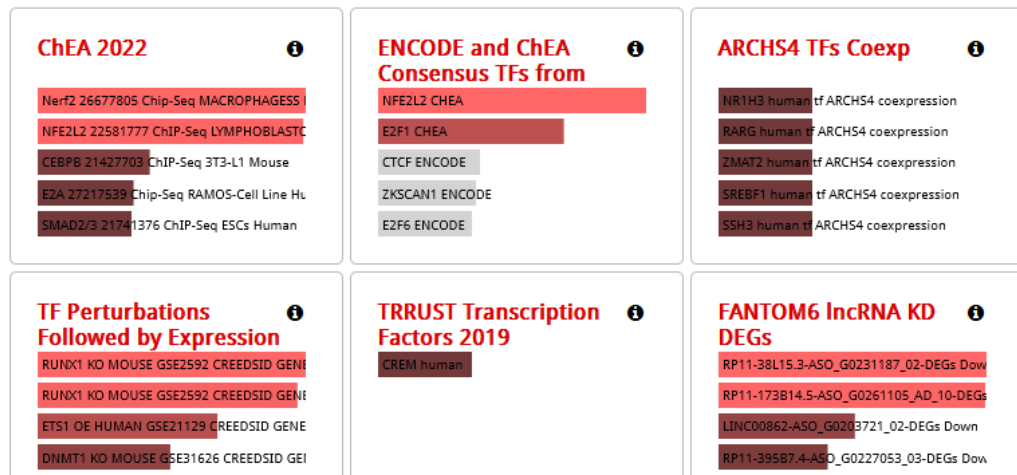 ChEA 2022
Nerf2 26677805 Chip-Seq MACROPHAGESS
NFE2L2 22581777 ChIP-Seq LYMPHOBLASTO
CEBPB 21427703 ChIP-Seq 3T3-L1 Mouse
E2A 27217539 Chip-Seq RAMOS-Cell Line Hu
SMAD2/3 21741376 ChIP-Seq ESCs Human
ENCODE and ChEA
Consensus TFs from
NFE2L2 CHEA
E2F1 CHEA
CTCF ENCODE
ZKSCAN1 ENCODE
E2F6 ENCODE
ARCHS4 TFs Coexp
NR1H3 human tf ARCHS4 coexpression
RARG human tf ARCHS4 coexpression
ZMAT2 human tf ARCHS4 coexpression
SREBF1 human tf ARCHS4 coexpression
SSH3 human tf ARCHS4 coexpression
TF Perturbations
Followed by Expression
RUNX1 KO MOUSE GSE2592 CREEDSID GENE
RUNX1 KO MOUSE GSE2592 CREEDSID GENE
ETS1 OE HUMAN GSE21129 CREEDSID GENE
DNMT1 KO MOUSE GSE31626 CREEDSID GEI
TRRUST Transcription
Factors 2019
CREM human
FANTOM6 lncRNA KD
DEGs
RP11-38L15.3-ASO_G0231187_02-DEGs Dow
RP11-173B14.5-ASO_G0261105_AD_10-DEGs
LINC00862-ASO_G0203721_02-DEGs Down
RP11-395B7.4-ASO_G0227053_03-DEGs Dow